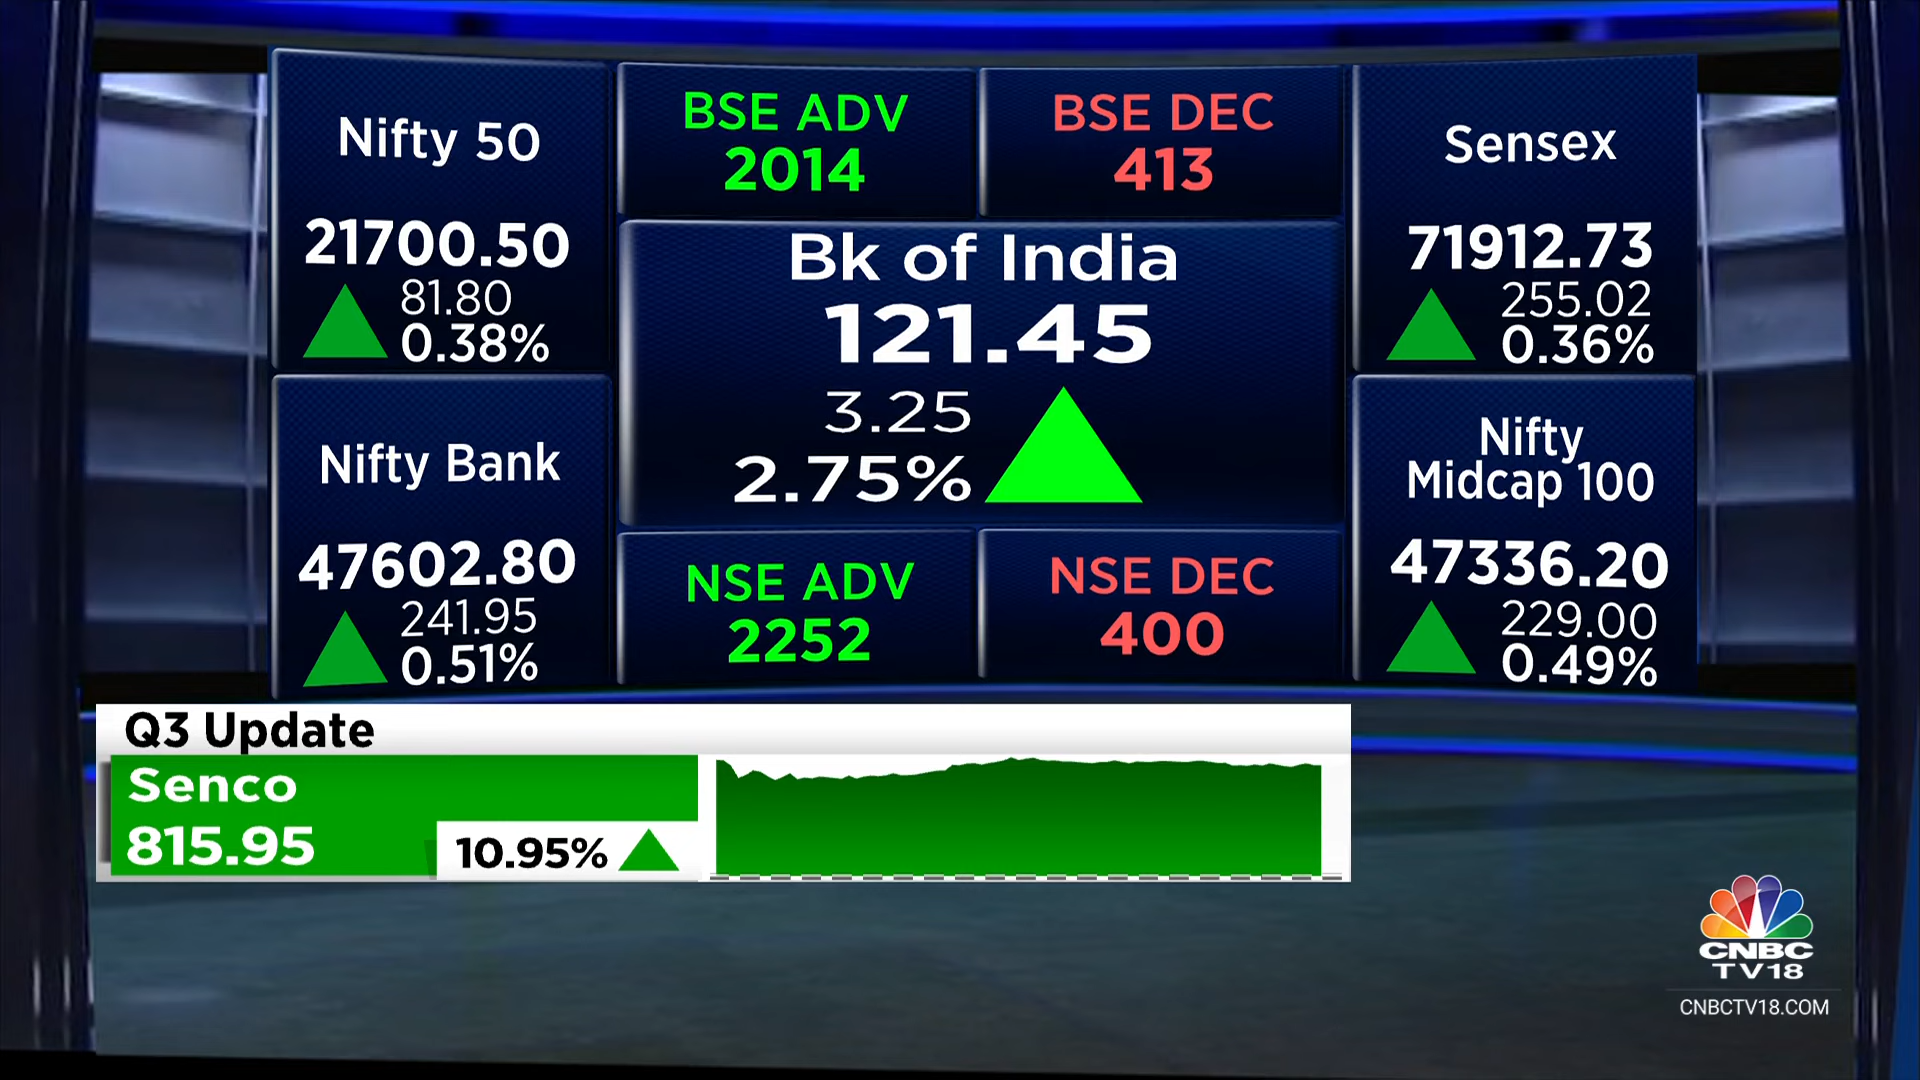 Nifty 50
21700.50
81.80
0.38%
BSE ADV
2014
BSE DEC
413
Sensex
71912.73
255.02
0.36%
Bk of India
121.45
3.25
2.75%
Nifty Bank
47602.80
241.95
0.51%
NSE ADV
2252
NSE DEC
400
Nifty
Midcap 100
47336.20
229.00
0.49%
Q3 Update
Senco
815.95
10.95%
CNBC
TV18
CNBCTV18.COM